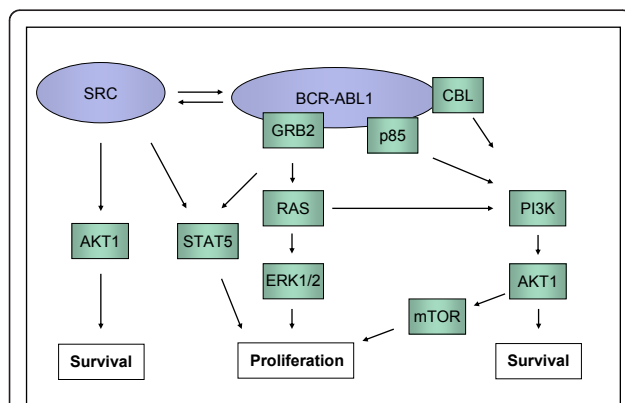 SRC
BCR-ABL1
CBL
GRB2
p85
RAS
PI3K
AKT1
STAT5
ERK1/2
AKT1
mTOR
Survival
Proliferation
Survival